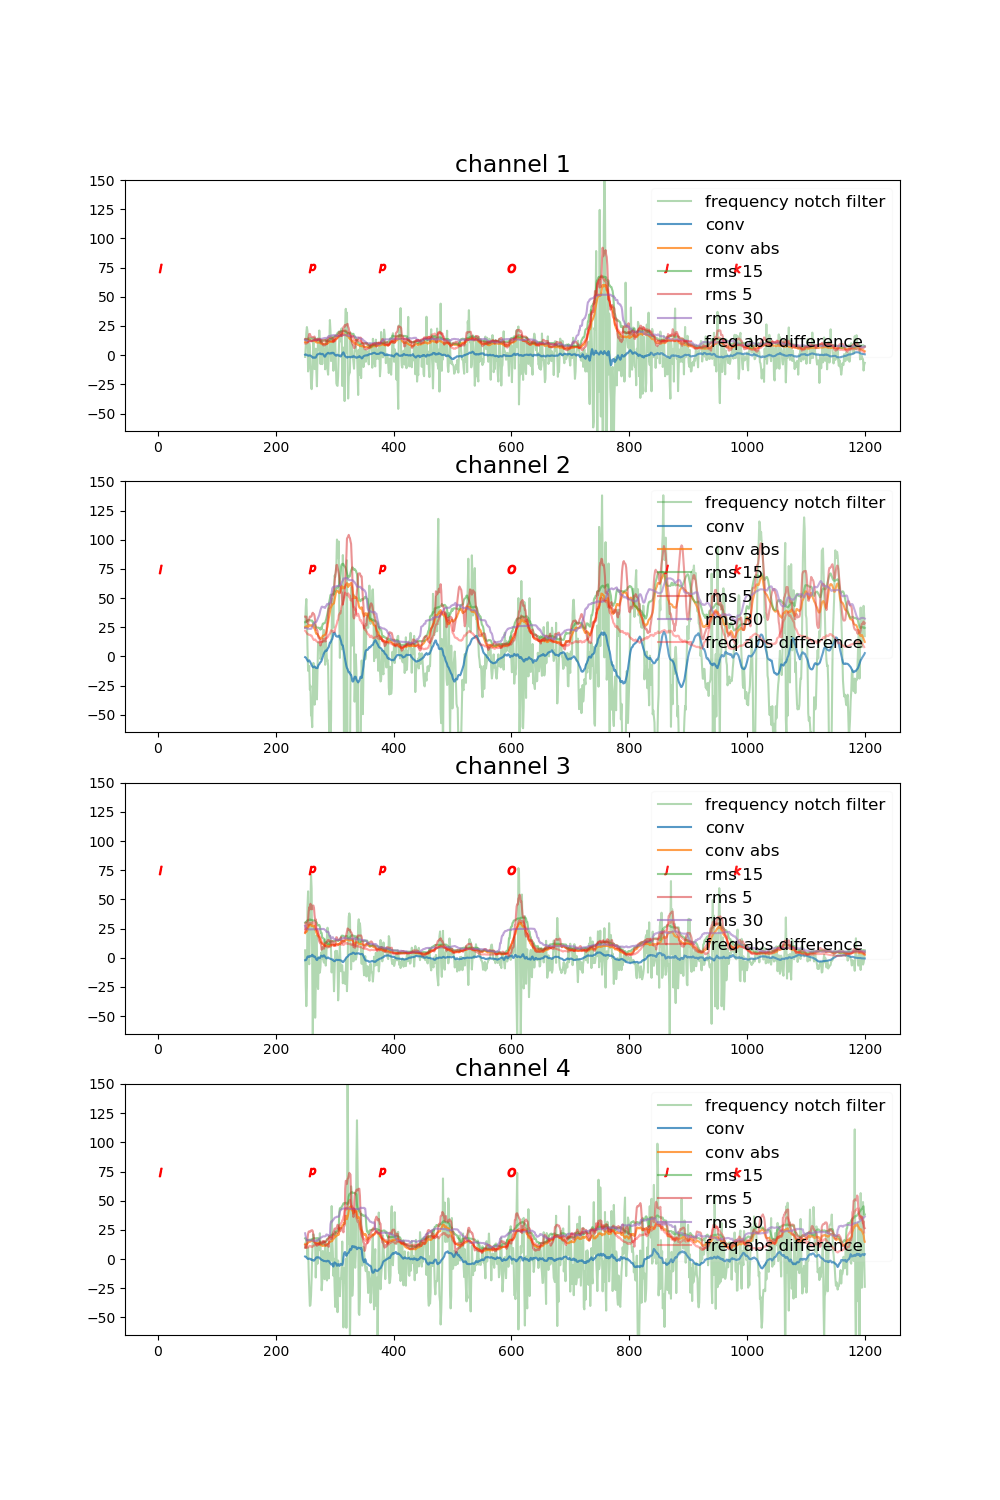 channel 1
150
125
100
75
50
25
0
−25
−50
l p p o l k
frequency notch filter
conv
conv abs
rms 15
rms 5
rms 30
freq abs difference
0 200 400 600 800 1000 1200
channel 2
150
125
100
75
50
25
0
−25
−50
l p p o l k
frequency notch filter
conv
conv abs
rms 15
rms 5
rms 30
freq abs difference
0 200 400 600 800 1000 1200
channel 3
150
125
100
75
50
25
0
−25
−50
l p p o l k
frequency notch filter
conv
conv abs
rms 15
rms 5
rms 30
freq abs difference
0 200 400 600 800 1000 1200
channel 4
150
125
100
75
50
25
0
−25
−50
l p p o l k
frequency notch filter
conv
conv abs
rms 15
rms 5
rms 30
freq abs difference
0 200 400 600 800 1000 1200